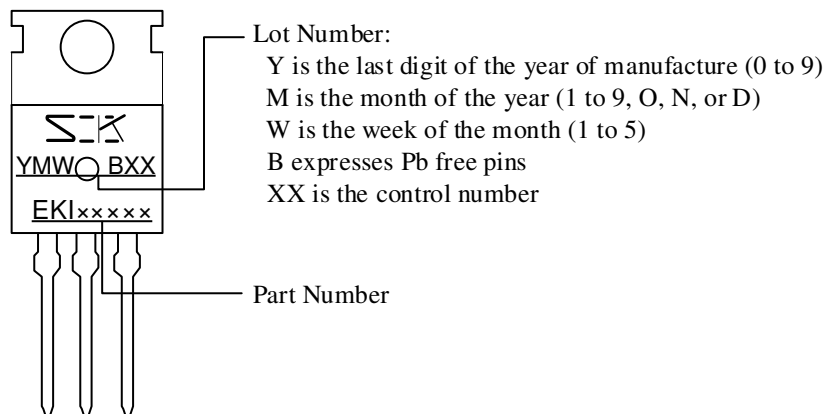 Lot Number:
Y is the last digit of the year of manufacture (0 to 9)
M is the month of the year (1 to 9, O, N, or D)
W is the week of the month (1 to 5)
B expresses Pb free pins
XX is the control number
SK
YMW○ BXX
EKI×××××
Part Number